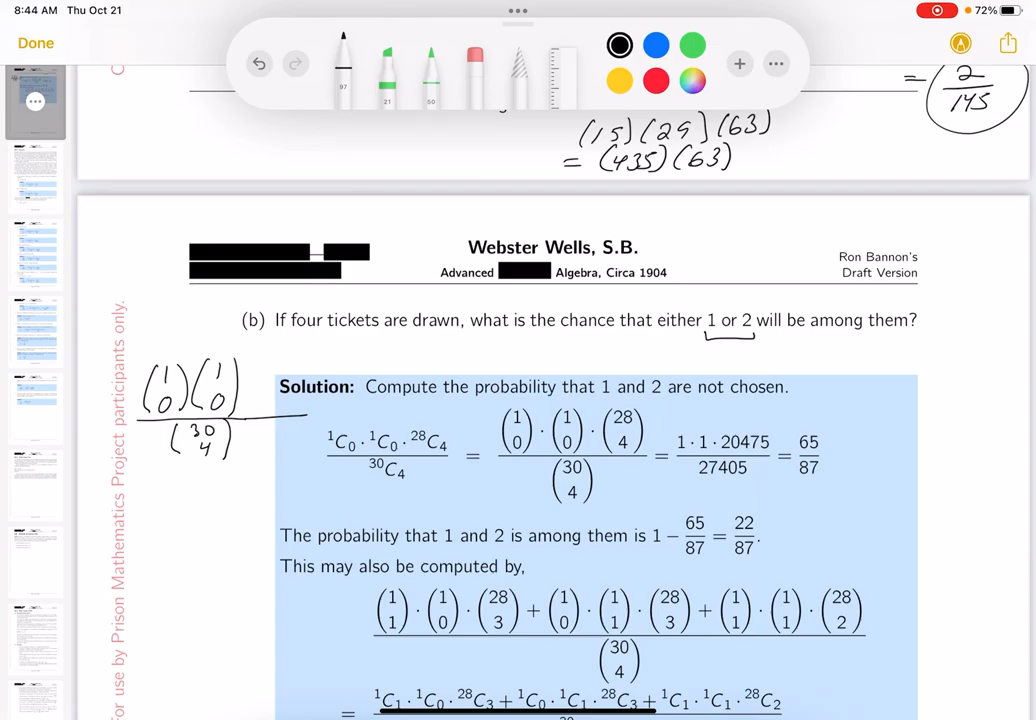 8:44 AM Thu Oct 21
72%
Done
97
21
50
= 2/145
(15)(29)(63)
= (435)(63)
Webster Wells, S.B.
Advanced Algebra, Circa 1904
Ron Bannon's
Draft Version
For use by Prison Mathematics Project participants only.
(b) If four tickets are drawn, what is the chance that either 1 or 2 will be among them?
(1 0)(1 0)
(30 4)
Solution: Compute the probability that 1 and 2 are not chosen.
¹C₀ · ¹C₀ · ²⁸C₄ / ³⁰C₄ = (1 0) · (1 0) · (28 4) / (30 4) = 1 · 1 · 20475 / 27405 = 65/87
The probability that 1 and 2 is among them is 1 − 65/87 = 22/87.
This may also be computed by,
(1 1) · (1 0) · (28 3) + (1 0) · (1 1) · (28 3) + (1 1) · (1 1) · (28 2) / (30 4)
= ¹C₁ · ¹C₀ · ²⁸C₃ + ¹C₀ · ¹C₁ · ²⁸C₃ + ¹C₁ · ¹C₁ · ²⁸C₂